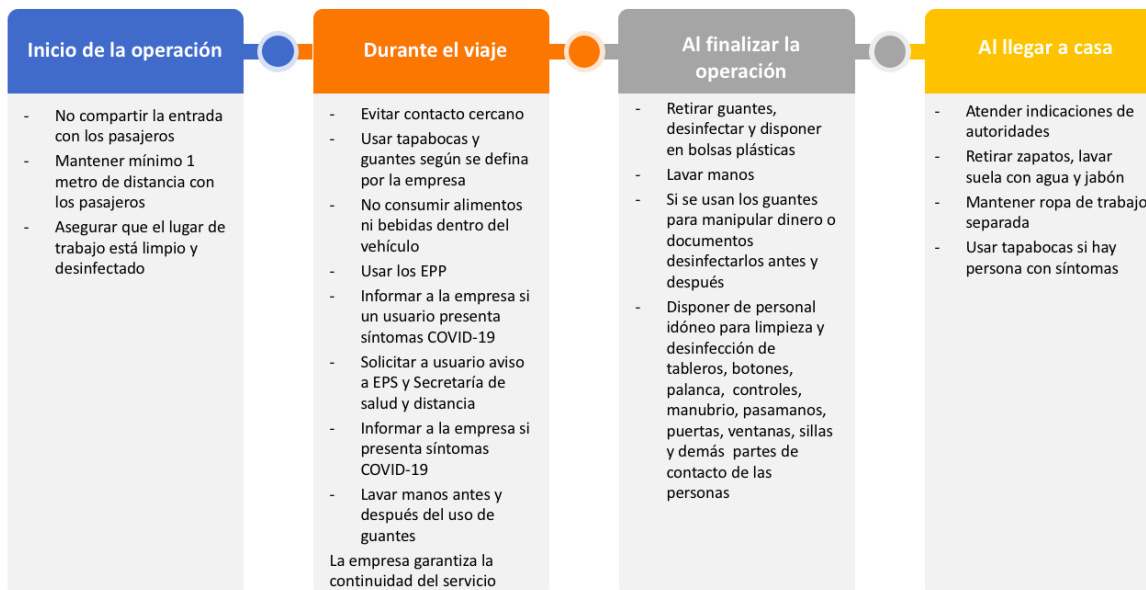 Inicio de la operación
- No compartir la entrada
con los pasajeros
- Mantener mínimo 1
metro de distancia con
los pasajeros
- Asegurar que el lugar de
trabajo está limpio y
desinfectado
Durante el viaje
- Evitar contacto cercano
- Usar tapabocas y
guantes según se defina
por la empresa
- No consumir alimentos
ni bebidas dentro del
vehículo
- Usar los EPP
- Informar a la empresa si
un usuario presenta
síntomas COVID-19
- Solicitar a usuario aviso
a EPS y Secretaría de
salud y distancia
- Informar a la empresa si
presenta síntomas
COVID-19
- Lavar manos antes y
después del uso de
guantes
La empresa garantiza la
continuidad del servicio
Al finalizar la
operación
- Retirar guantes,
desinfectar y disponer
en bolsas plásticas
- Lavar manos
- Si se usan los guantes
para manipular dinero o
documentos
desinfectarlos antes y
después
- Disponer de personal
idóneo para limpieza y
desinfección de
tableros, botones,
palanca, controles,
manubrio, pasamanos,
puertas, ventanas, sillas
y demás partes de
contacto de las
personas
Al llegar a casa
- Atender indicaciones de
autoridades
- Retirar zapatos, lavar
suela con agua y jabón
- Mantener ropa de trabajo
separada
- Usar tapabocas si hay
persona con síntomas